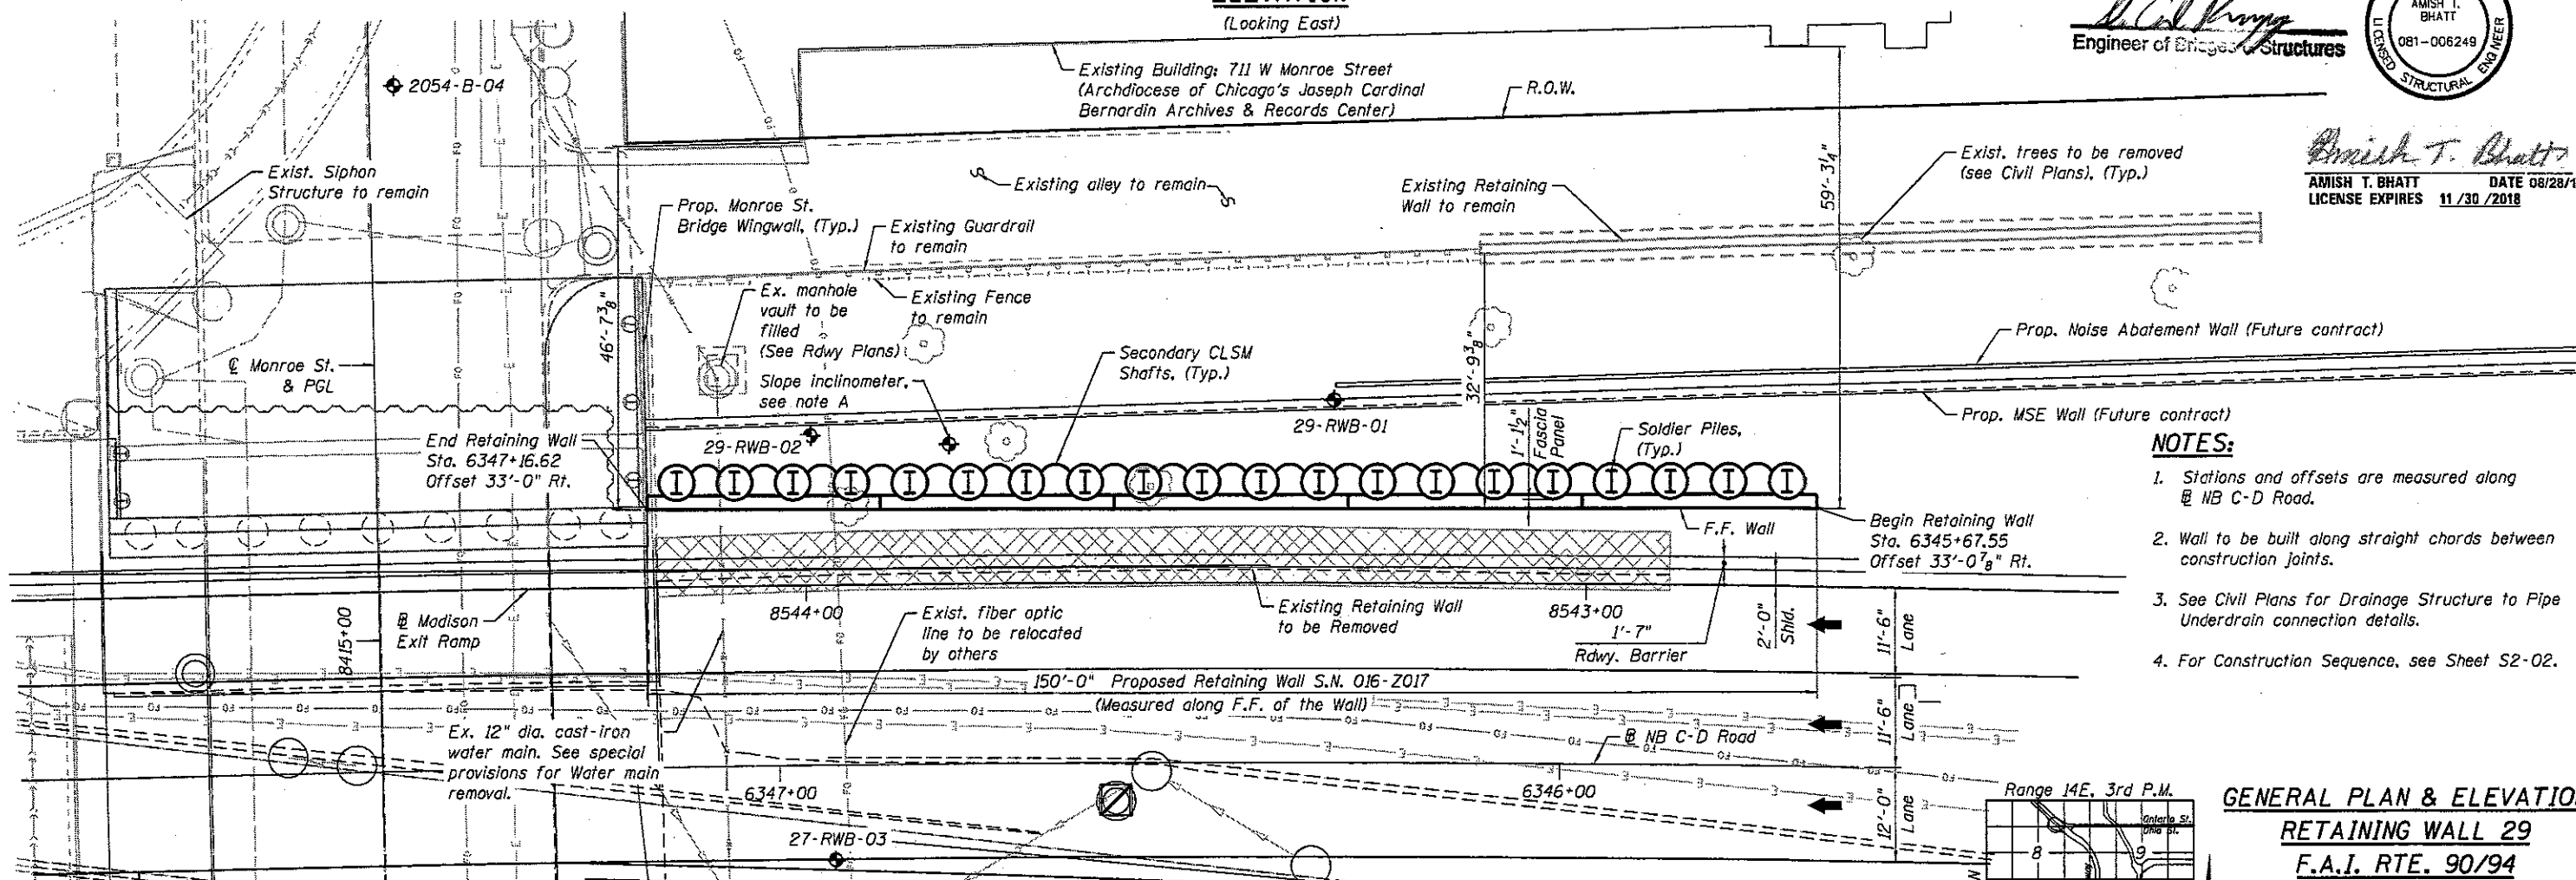 (Looking East)
Engineer of Bridges & Structures
AMISH T.
BHATT
081-006249
LICENSED STRUCTURAL ENGINEER
Amish T. Bhatt
AMISH T. BHATT DATE 08/28/1
LICENSE EXPIRES 11/30/2018
2054-B-04
Existing Building: 711 W Monroe Street
(Archdiocese of Chicago's Joseph Cardinal
Bernardin Archives & Records Center)
R.O.W.
Exist. Siphon
Structure to remain
Existing alley to remain
Existing Retaining
Wall to remain
59'-3¼"
Exist. trees to be removed
(see Civil Plans), (Typ.)
Prop. Monroe St.
Bridge Wingwall, (Typ.)
Existing Guardrail
to remain
46'-7⅜"
Ex. manhole
vault to be
filled
(See Rdwy Plans)
Existing Fence
to remain
℄ Monroe St.
& PGL
Slope inclinometer,
see note A
Secondary CLSM
Shafts, (Typ.)
32'-9⅜"
Prop. Noise Abatement Wall (Future contract)
Prop. MSE Wall (Future contract)
End Retaining Wall
Sta. 6347+16.62
Offset 33'-0" Rt.
29-RWB-02
29-RWB-01
1'-1½"
Fascia
Panel
Soldier Piles,
(Typ.)
I I I I I I I I I I I I I I I I I I I I
F.F. Wall
Begin Retaining Wall
Sta. 6345+67.55
Offset 33'-0⅞" Rt.
NOTES:
1. Stations and offsets are measured along
B NB C-D Road.
2. Wall to be built along straight chords between
construction joints.
3. See Civil Plans for Drainage Structure to Pipe
Underdrain connection details.
4. For Construction Sequence, see Sheet S2-02.
8415+00
B Madison
Exit Ramp
8544+00
Exist. fiber optic
line to be relocated
by others
Existing Retaining Wall
to be Removed
8543+00
1'-7"
Rdwy. Barrier
2'-0"
Shld.
11'-6"
Lane
150'-0" Proposed Retaining Wall S.N. 016-Z017
(Measured along F.F. of the Wall)
11'-6"
Lane
Ex. 12" dia. cast-iron
water main. See special
provisions for Water main
removal.
B NB C-D Road
6347+00
6346+00
12'-0"
Lane
27-RWB-03
Range 14E, 3rd P.M.
Ontario St.
Ohio St.
8
9
N
GENERAL PLAN & ELEVATIO
RETAINING WALL 29
F.A.I. RTE. 90/94